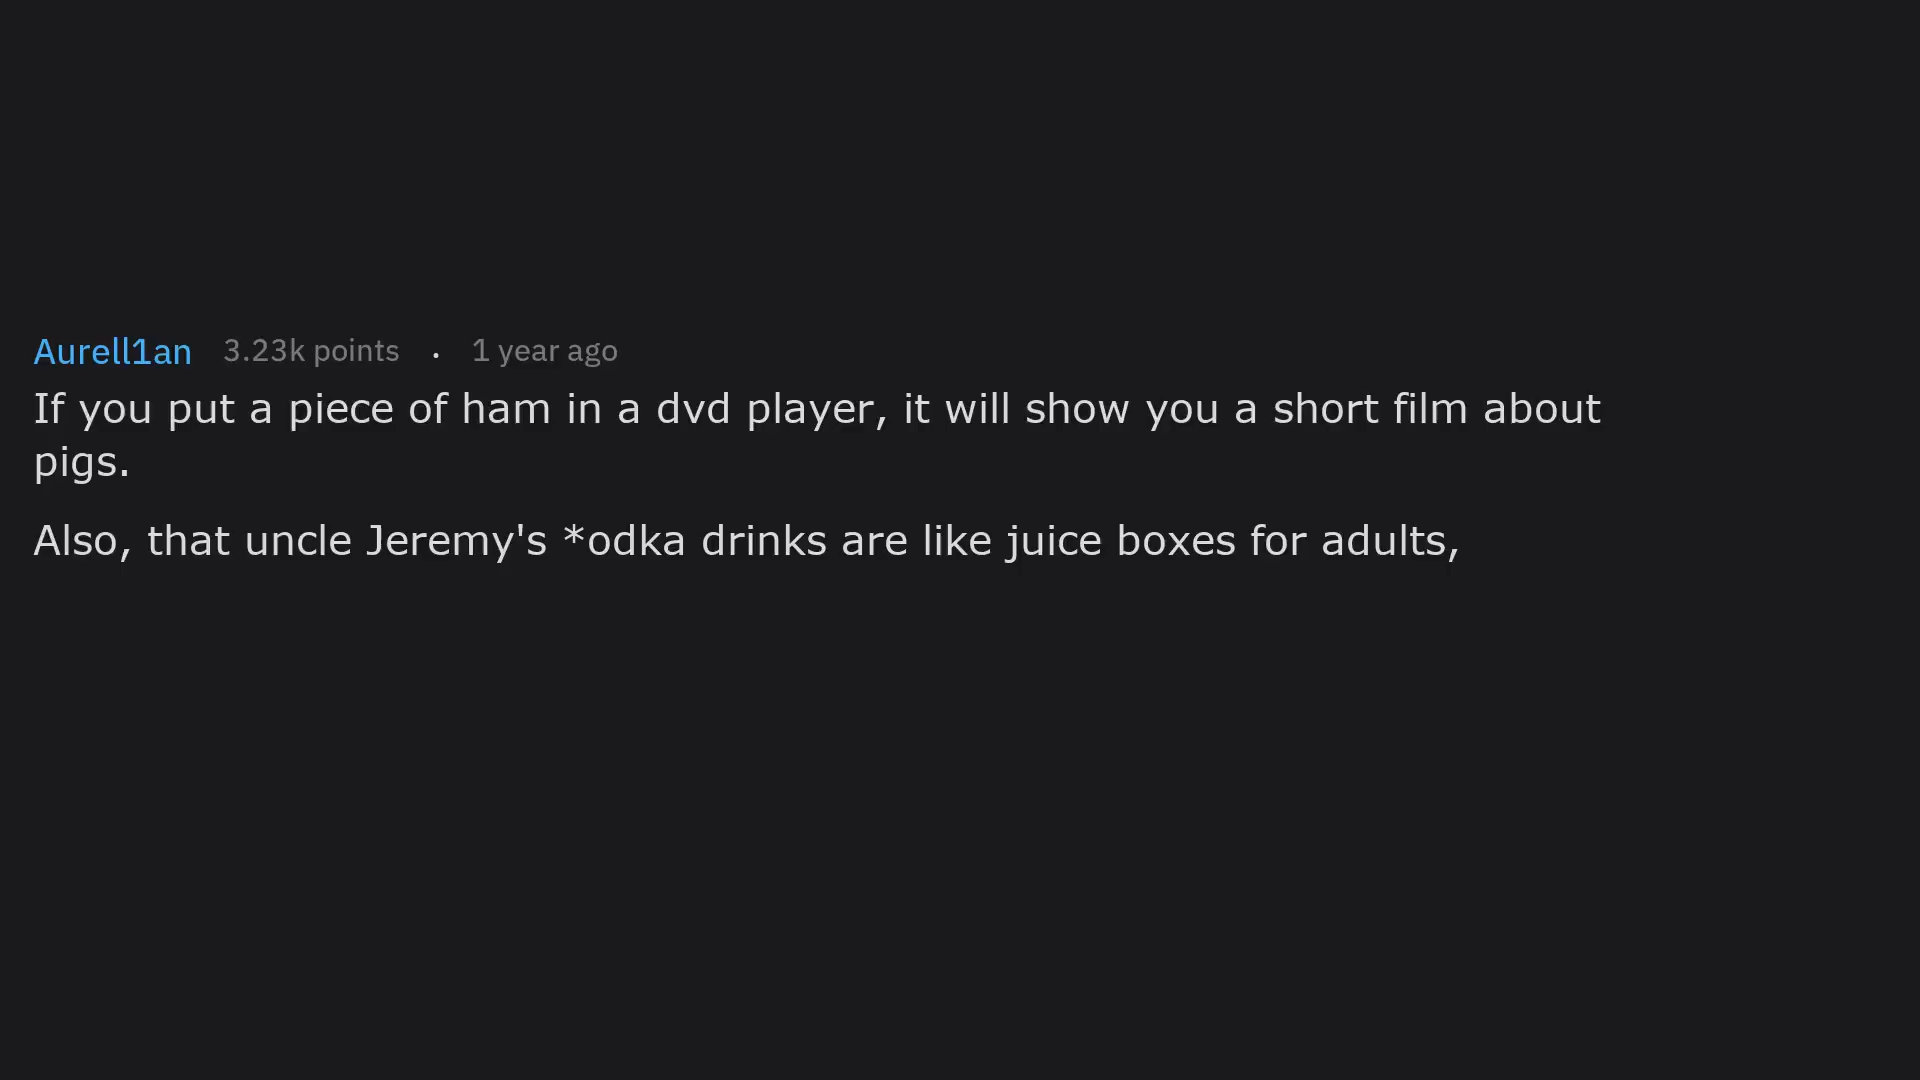 Aurell1an 3.23k points . 1 year ago
If you put a piece of ham in a dvd player, it will show you a short film about
pigs.
Also, that uncle Jeremy's *odka drinks are like juice boxes for adults,